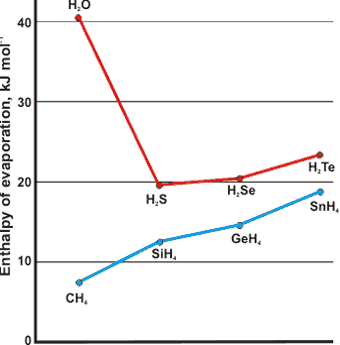 Enthalpy of evaporation, kJ mol⁻¹
40
30
20
10
0
H₂O
H₂S
H₂Se
H₂Te
CH₄
SiH₄
GeH₄
SnH₄